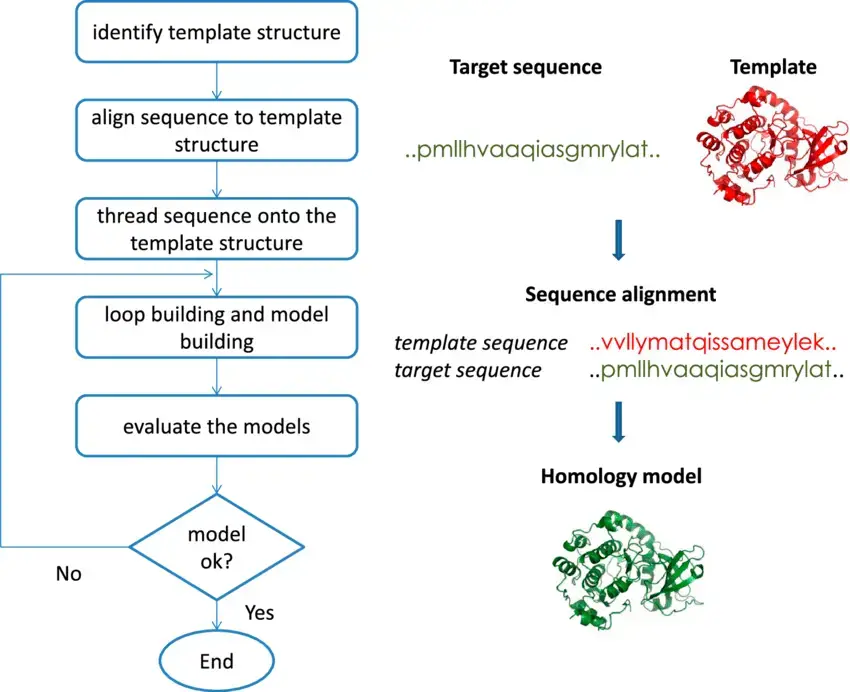 identify template structure
align sequence to template
structure
thread sequence onto the
template structure
loop building and model
building
evaluate the models
model
ok?
No
Yes
End
Target sequence
Template
..pmllhvaaqiasgmrylat..
Sequence alignment
template sequence ..vvllymatqissameylek..
target sequence ..pmllhvaaqiasgmrylat..
Homology model